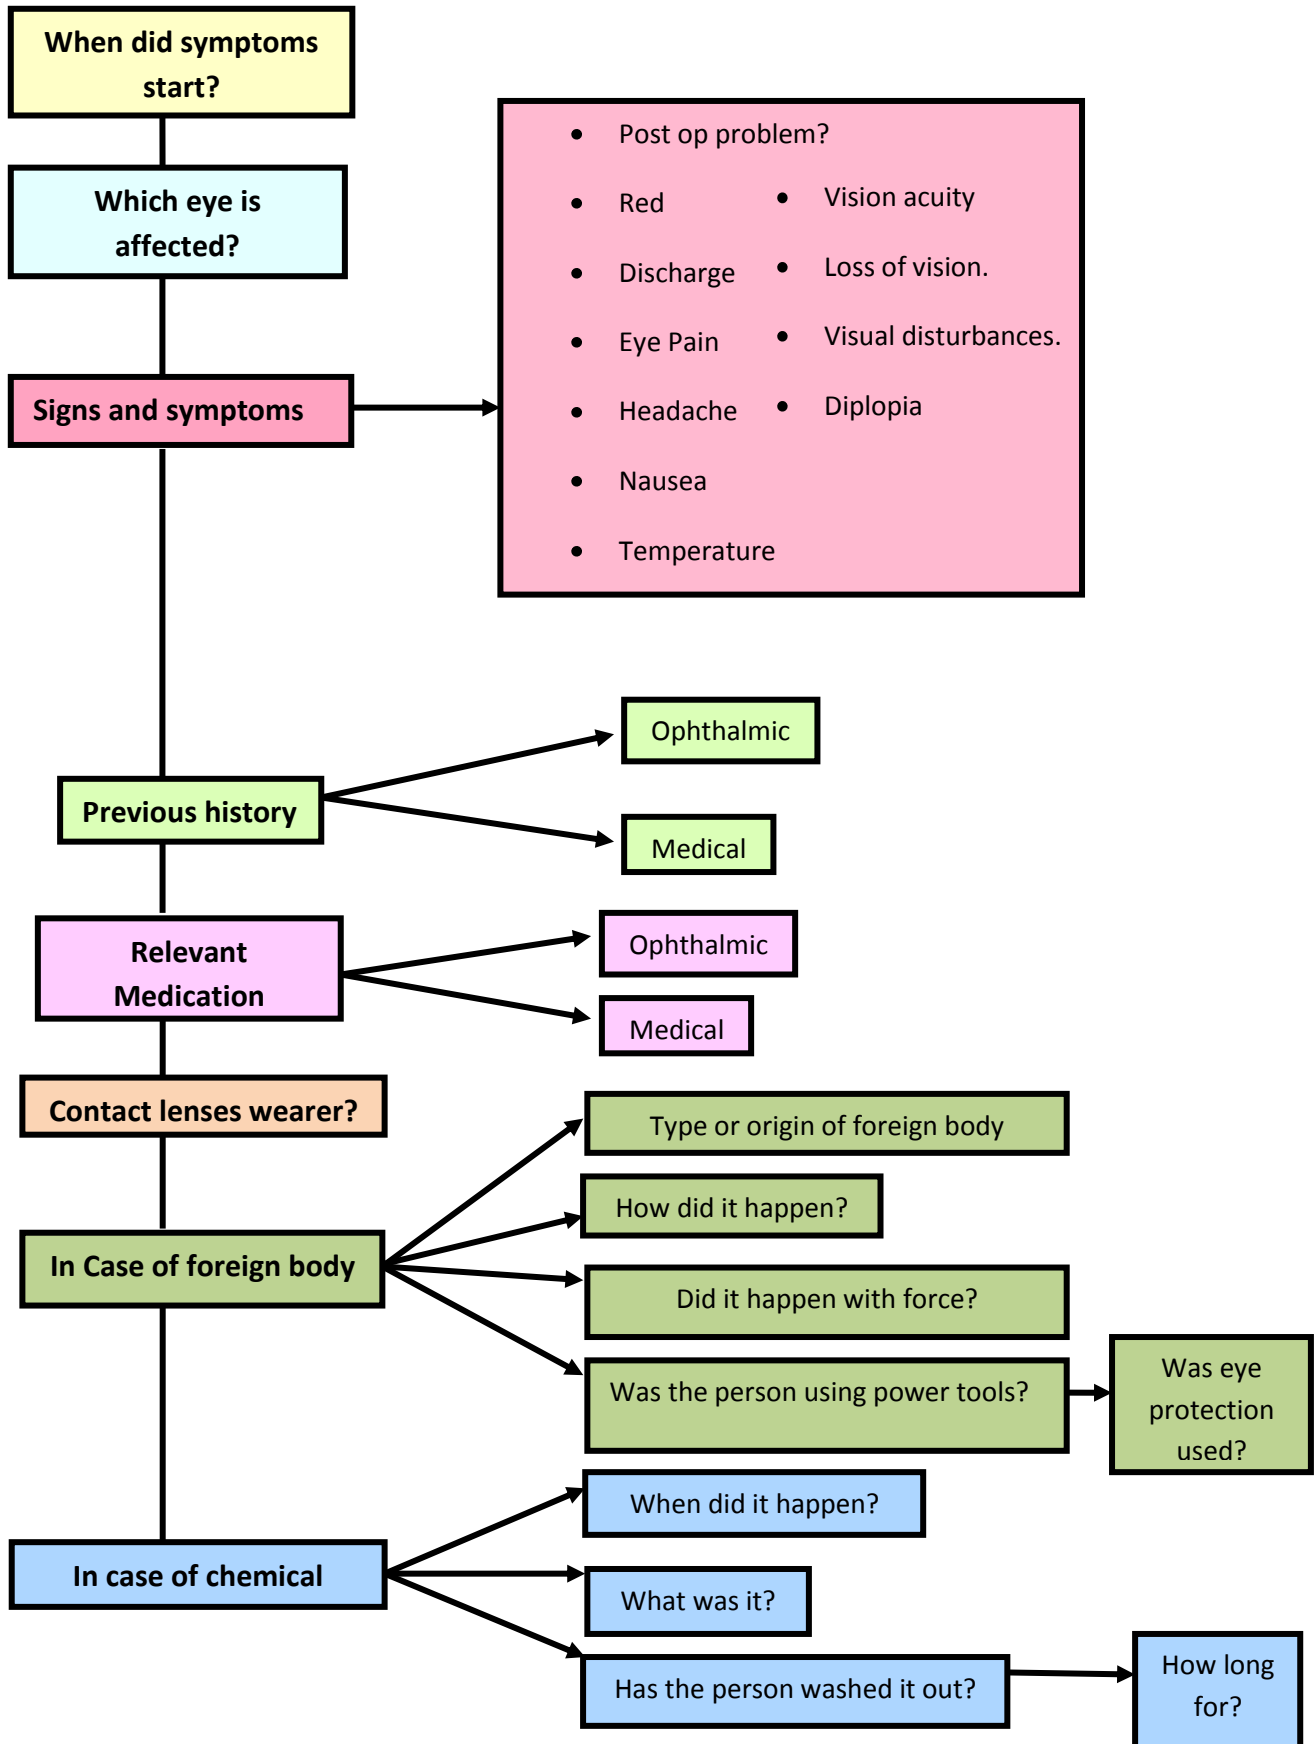 When did symptoms
start?
Which eye is
affected?
Signs and symptoms
• Post op problem?
• Red
• Discharge
• Eye Pain
• Headache
• Nausea
• Temperature
• Vision acuity
• Loss of vision.
• Visual disturbances.
• Diplopia
Previous history
Ophthalmic
Medical
Relevant
Medication
Ophthalmic
Medical
Contact lenses wearer?
In Case of foreign body
Type or origin of foreign body
How did it happen?
Did it happen with force?
Was the person using power tools?
Was eye
protection
used?
In case of chemical
When did it happen?
What was it?
Has the person washed it out?
How long
for?